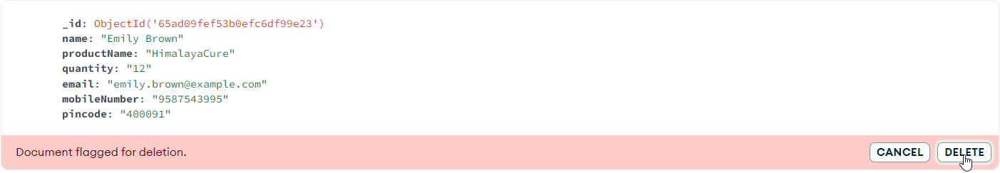 _id: ObjectId('65ad09fef53b0efc6df99e23')
name: "Emily Brown"
productName: "HimalayaCure"
quantity: "12"
email: "emily.brown@example.com"
mobileNumber: "9587543995"
pincode: "400091"
Document flagged for deletion. CANCEL DELETE